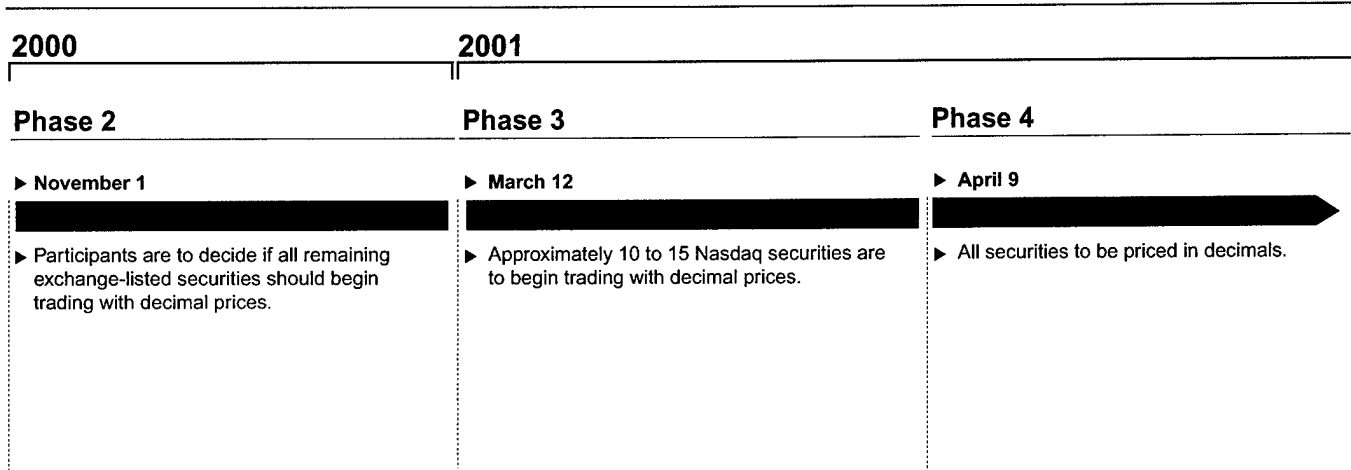 2000
2001
Phase 2
Phase 3
Phase 4
▶ November 1
▶ March 12
▶ April 9
▶ Participants are to decide if all remaining
exchange-listed securities should begin
trading with decimal prices.
▶ Approximately 10 to 15 Nasdaq securities are
to begin trading with decimal prices.
▶ All securities to be priced in decimals.